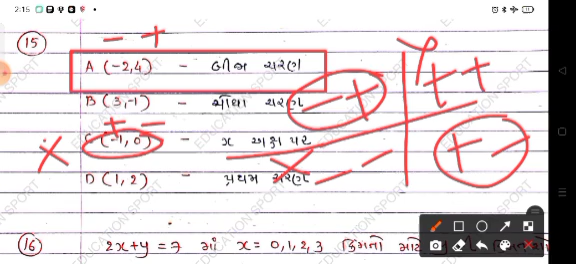 2:15
15
A (-2,4) - બીજા ચરણ
B (3,-1) - ચોથા ચરણ
C (-1,0) - x અક્ષ પર
D (1,2) - પ્રથમ ચરણ
16 2x+y=7 માં x= 0,1,2,3 કિંમતો માટે